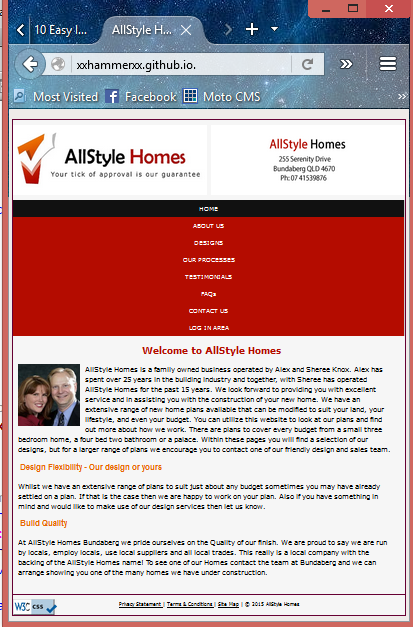 10 Easy I...
AllStyle H...
xxhammerxx.github.io.
Most Visited
Facebook
Moto CMS
AllStyle Homes
Your tick of approval is our guarantee
AllStyle Homes
255 Serenity Drive
Bundaberg QLD 4670
Ph: 07 41539876
HOME
ABOUT US
DESIGNS
OUR PROCESSES
TESTIMONIALS
FAQs
CONTACT US
LOG IN AREA
Welcome to AllStyle Homes
AllStyle Homes is a family owned business operated by Alex and Sheree Knox. Alex has
spent over 25 years in the building industry and together, with Sheree has operated
AllStyle Homes for the past 15 years. We look forward to providing you with excellent
service and in assisting you with the construction of your new home. We have an
extensive range of new home plans available that can be modified to suit your land, your
lifestyle, and even your budget. You can utilize this website to look at our plans and find
out more about how we work. There are plans to cover every budget from a small three
bedroom home, a four bed two bathroom or a palace. Within these pages you will find a selection of our
designs, but for a larger range of plans we encourage you to contact one of our friendly design and sales team.
Design Flexibility - Our design or yours
Whilst we have an extensive range of plans to suit just about any budget sometimes you may have already
settled on a plan. If that is the case then we are happy to work on your plan. Also if you have something in
mind and would like to make use of our design services then let us know.
Build Quality
At AllStyle Homes Bundaberg we pride ourselves on the Quality of our finish. We are proud to say we are run
by locals, employ locals, use local suppliers and all local trades. This really is a local company with the
backing of the AllStyle Homes name! To see one of our Homes contact the team at Bundaberg and we can
arrange showing you one of the many homes we have under construction.
W3C css
Privacy Statement | Terms & Conditions | Site Map | © 2015 AllStyle Homes